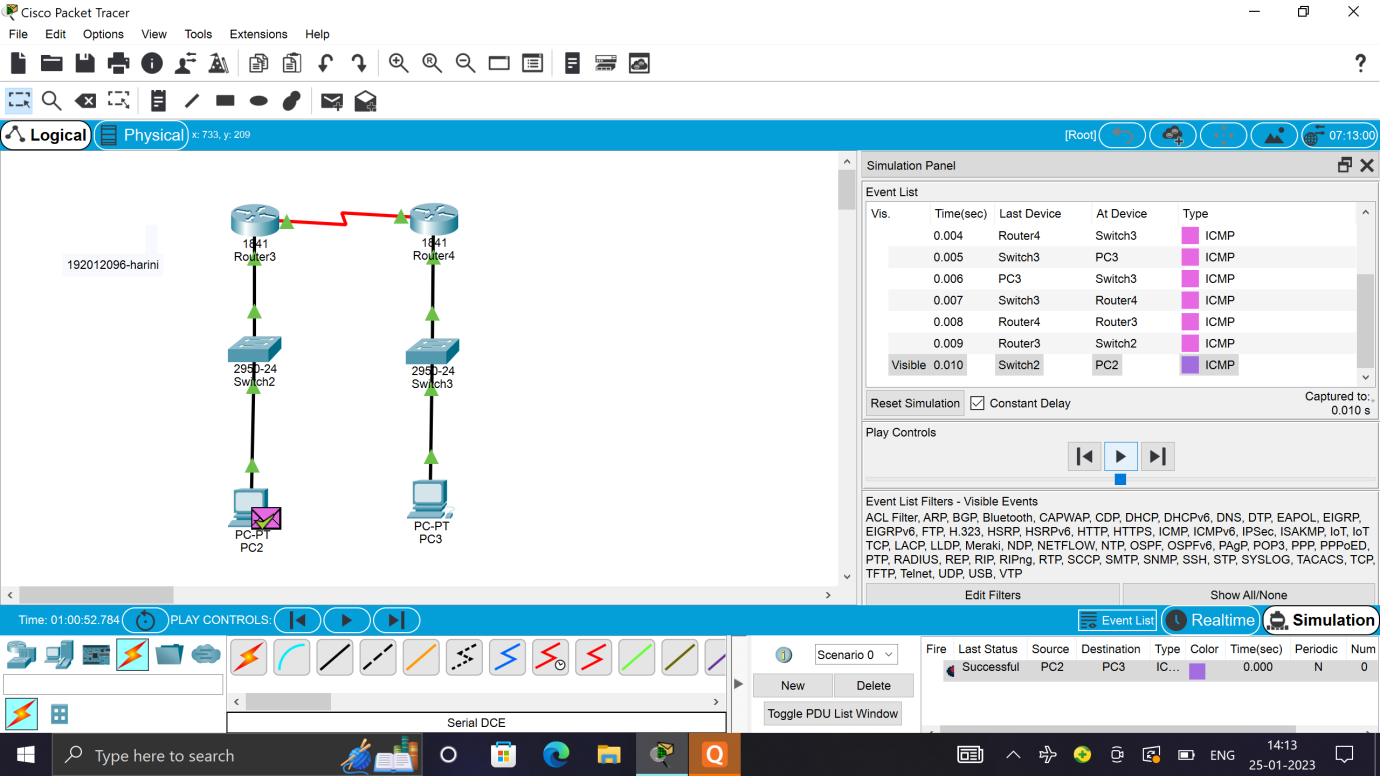 Cisco Packet Tracer
File Edit Options View Tools Extensions Help
Logical Physical x: 733, y: 209 [Root] 07:13:00
1841
Router3
1841
Router4
192012096-harini
2950-24
Switch2
2950-24
Switch3
PC-PT
PC2
PC-PT
PC3
Simulation Panel
Event List
Vis. Time(sec) Last Device At Device Type
0.004 Router4 Switch3 ICMP
0.005 Switch3 PC3 ICMP
0.006 PC3 Switch3 ICMP
0.007 Switch3 Router4 ICMP
0.008 Router4 Router3 ICMP
0.009 Router3 Switch2 ICMP
Visible 0.010 Switch2 PC2 ICMP
Reset Simulation Constant Delay Captured to:
0.010 s
Play Controls
Event List Filters - Visible Events
ACL Filter, ARP, BGP, Bluetooth, CAPWAP, CDP, DHCP, DHCPv6, DNS, DTP, EAPOL, EIGRP,
EIGRPv6, FTP, H.323, HSRP, HSRPv6, HTTP, HTTPS, ICMP, ICMPv6, IPSec, ISAKMP, IoT, IoT
TCP, LACP, LLDP, Meraki, NDP, NETFLOW, NTP, OSPF, OSPFv6, PAgP, POP3, PPP, PPPoED,
PTP, RADIUS, REP, RIP, RIPng, RTP, SCCP, SMTP, SNMP, SSH, STP, SYSLOG, TACACS, TCP,
TFTP, Telnet, UDP, USB, VTP
Edit Filters Show All/None
Time: 01:00:52.784 PLAY CONTROLS: Event List Realtime Simulation
Serial DCE
Scenario 0
New Delete
Toggle PDU List Window
Fire Last Status Source Destination Type Color Time(sec) Periodic Num
Successful PC2 PC3 IC... 0.000 N 0
Type here to search
Q
ENG
14:13
25-01-2023